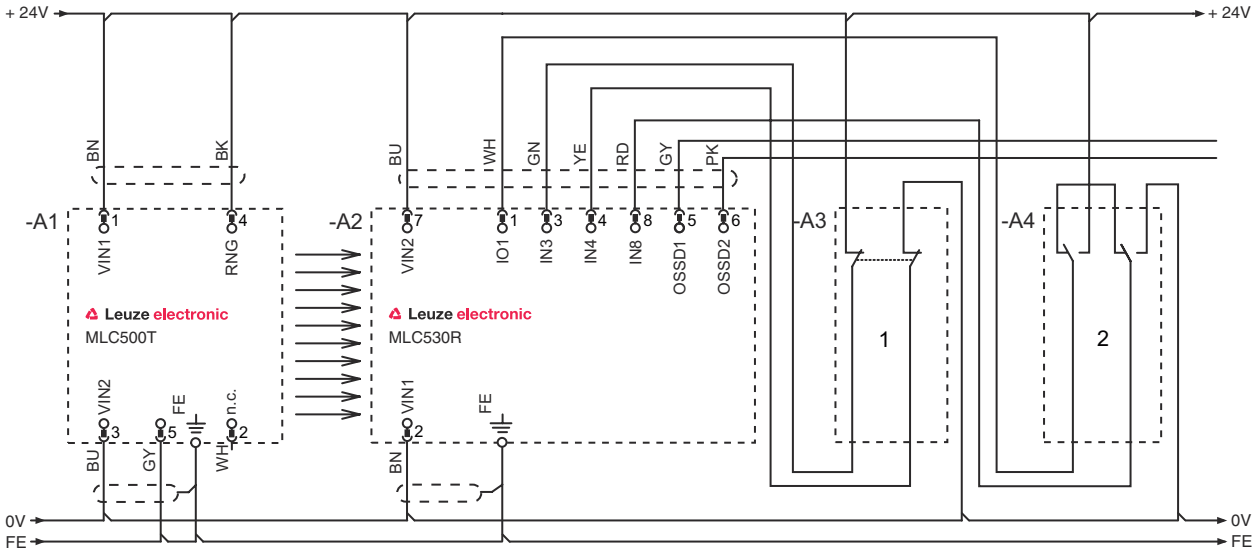 + 24V
+ 24V
BN
BK
BU
WH
GN
YE
RD
GY
PK
-A1
1
4
-A2
7
1
3
4
8
5
6
-A3
-A4
VIN1
RNG
VIN2
IO1
IN3
IN4
IN8
OSSD1
OSSD2
Leuze electronic
MLC500T
Leuze electronic
MLC530R
1
2
VIN2
FE
n.c.
VIN1
FE
3
5
2
2
BU
GY
WH
BN
0V
0V
FE
FE